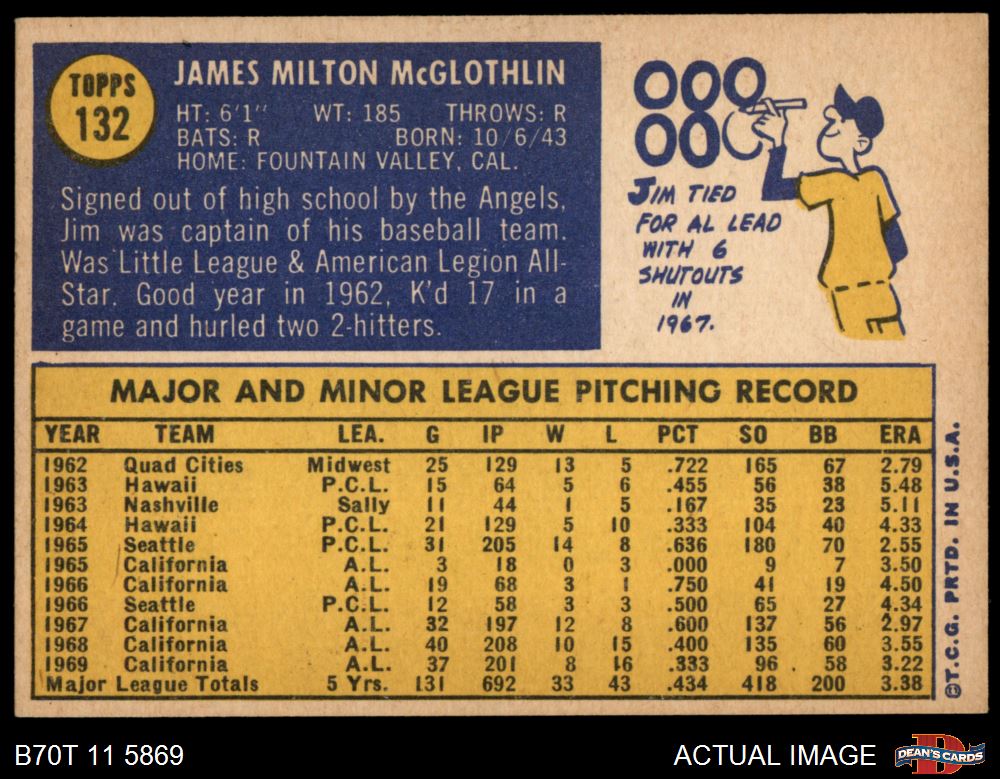 TOPPS
132
JAMES MILTON McGLOTHLIN
HT: 6'1" WT: 185 THROWS: R
BATS: R BORN: 10/6/43
HOME: FOUNTAIN VALLEY, CAL.
Signed out of high school by the Angels,
Jim was captain of his baseball team.
Was Little League & American Legion All-
Star. Good year in 1962, K'd 17 in a
game and hurled two 2-hitters.
000
00
JIM TIED
FOR AL LEAD
WITH 6
SHUTOUTS
IN
1967.
MAJOR AND MINOR LEAGUE PITCHING RECORD
YEAR TEAM LEA. G IP W L PCT SO BB ERA
1962 Quad Cities Midwest 25 129 13 5 .722 165 67 2.79
1963 Hawaii P.C.L. 15 64 5 6 .455 56 38 5.48
1963 Nashville Sally 11 44 1 5 .167 35 23 5.11
1964 Hawaii P.C.L. 21 129 5 10 .333 104 40 4.33
1965 Seattle P.C.L. 31 205 14 8 .636 180 70 2.55
1965 California A.L. 3 18 0 3 .000 9 7 3.50
1966 California A.L. 19 68 3 1 .750 41 19 4.50
1966 Seattle P.C.L. 12 58 3 3 .500 65 27 4.34
1967 California A.L. 32 197 12 8 .600 137 56 2.97
1968 California A.L. 40 208 10 15 .400 135 60 3.55
1969 California A.L. 37 201 8 16 .333 96 58 3.22
Major League Totals 5 Yrs. 131 692 33 43 .434 418 200 3.38
©T.C.G. PRTD. IN U.S.A.
B70T 11 5869
ACTUAL IMAGE
DEAN'S CARDS